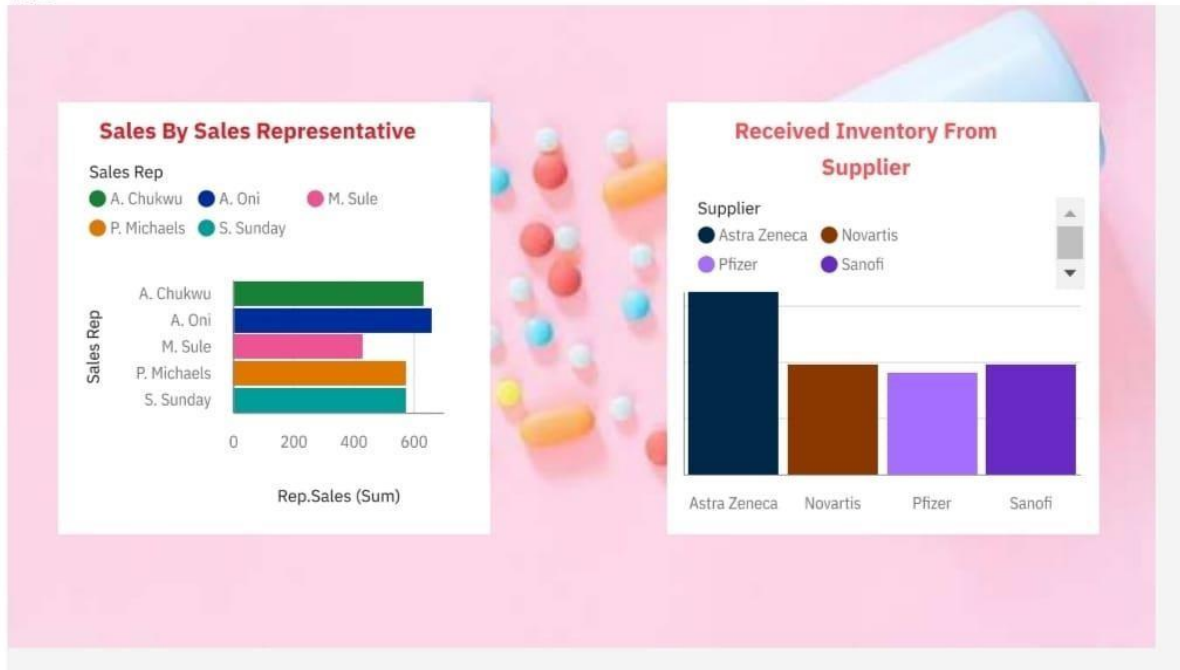 Sales By Sales Representative
Sales Rep
A. Chukwu A. Oni M. Sule
P. Michaels S. Sunday
Sales Rep
A. Chukwu
A. Oni
M. Sule
P. Michaels
S. Sunday
0 200 400 600
Rep.Sales (Sum)
Received Inventory From
Supplier
Supplier
Astra Zeneca Novartis
Pfizer Sanofi
Astra Zeneca Novartis Pfizer Sanofi